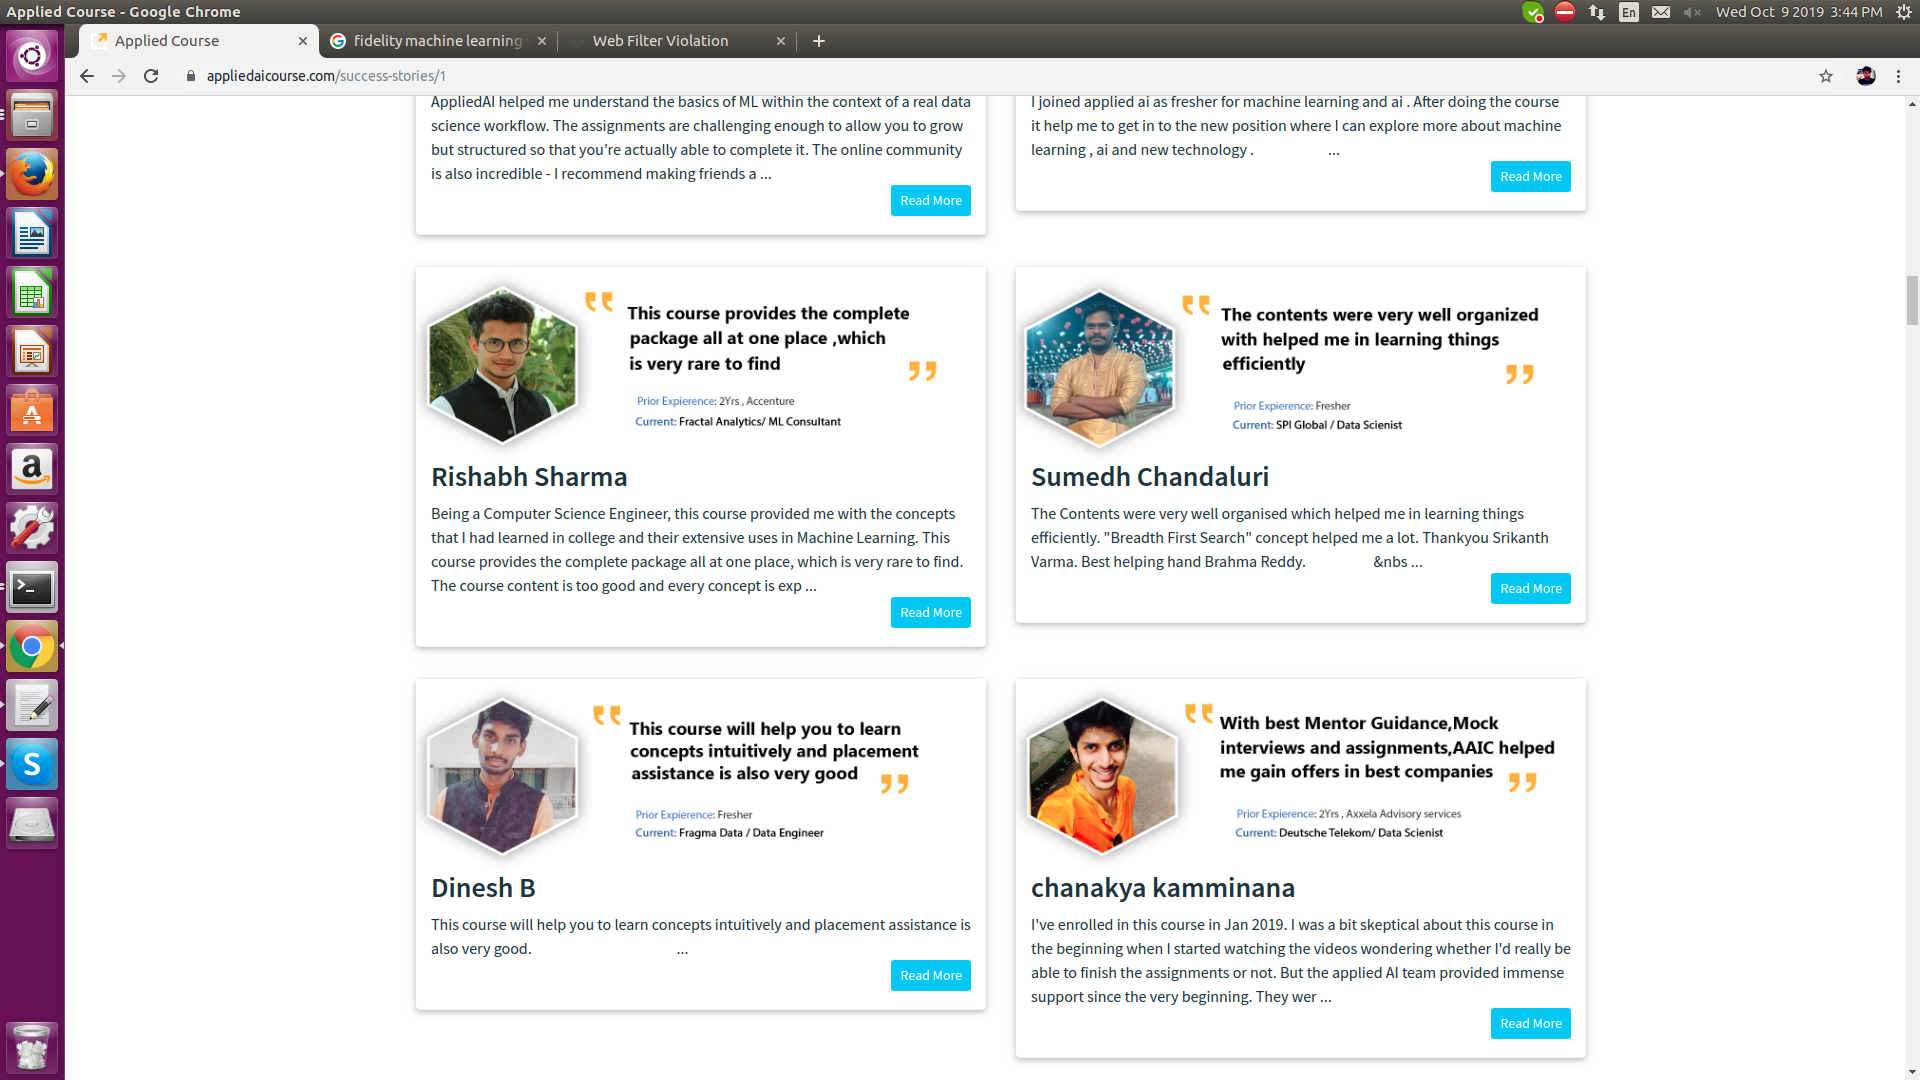 Applied Course - Google Chrome
En
Wed Oct 9 2019 3:44 PM
Applied Course
fidelity machine learning
Web Filter Violation
appliedaicourse.com/success-stories/1
AppliedAI helped me understand the basics of ML within the context of a real data
science workflow. The assignments are challenging enough to allow you to grow
but structured so that you're actually able to complete it. The online community
is also incredible - I recommend making friends a ...
Read More
I joined applied ai as fresher for machine learning and ai . After doing the course
it help me to get in to the new position where I can explore more about machine
learning , ai and new technology . ...
Read More
This course provides the complete
package all at one place ,which
is very rare to find
Prior Expierence: 2Yrs , Accenture
Current: Fractal Analytics/ ML Consultant
Rishabh Sharma
Being a Computer Science Engineer, this course provided me with the concepts
that I had learned in college and their extensive uses in Machine Learning. This
course provides the complete package all at one place, which is very rare to find.
The course content is too good and every concept is exp ...
Read More
The contents were very well organized
with helped me in learning things
efficiently
Prior Expierence: Fresher
Current: SPI Global / Data Scienist
Sumedh Chandaluri
The Contents were very well organised which helped me in learning things
efficiently. "Breadth First Search" concept helped me a lot. Thankyou Srikanth
Varma. Best helping hand Brahma Reddy. &nbs ...
Read More
This course will help you to learn
concepts intuitively and placement
assistance is also very good
Prior Expierence: Fresher
Current: Fragma Data / Data Engineer
Dinesh B
This course will help you to learn concepts intuitively and placement assistance is
also very good. ...
Read More
With best Mentor Guidance,Mock
interviews and assignments,AAIC helped
me gain offers in best companies
Prior Expierence: 2Yrs , Axxela Advisory services
Current: Deutsche Telekom/ Data Scienist
chanakya kamminana
I've enrolled in this course in Jan 2019. I was a bit skeptical about this course in
the beginning when I started watching the videos wondering whether I'd really be
able to finish the assignments or not. But the applied AI team provided immense
support since the very beginning. They wer ...
Read More